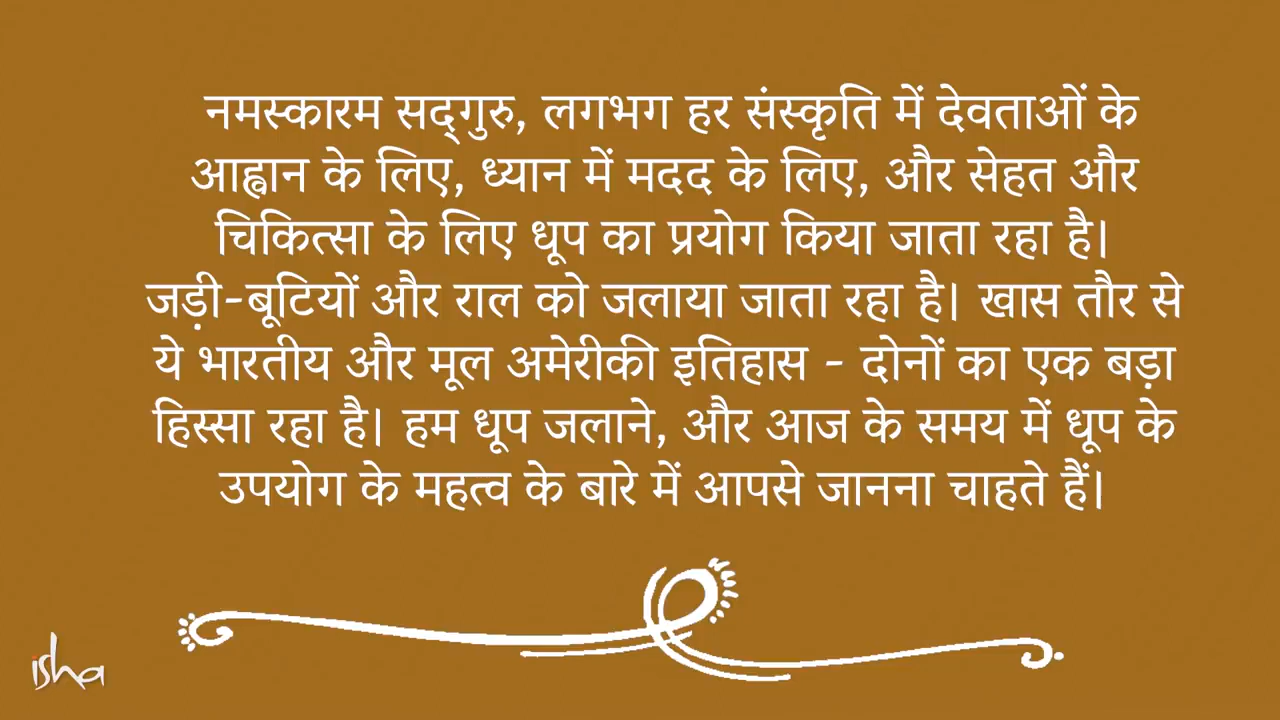 नमस्कारम सद्‌गुरु, लगभग हर संस्कृति में देवताओं के
आह्वान के लिए, ध्यान में मदद के लिए, और सेहत और
चिकित्सा के लिए धूप का प्रयोग किया जाता रहा है।
जड़ी-बूटियों और राल को जलाया जाता रहा है। खास तौर से
ये भारतीय और मूल अमेरीकी इतिहास - दोनों का एक बड़ा
हिस्सा रहा है। हम धूप जलाने, और आज के समय में धूप के
उपयोग के महत्व के बारे में आपसे जानना चाहते हैं।
isha